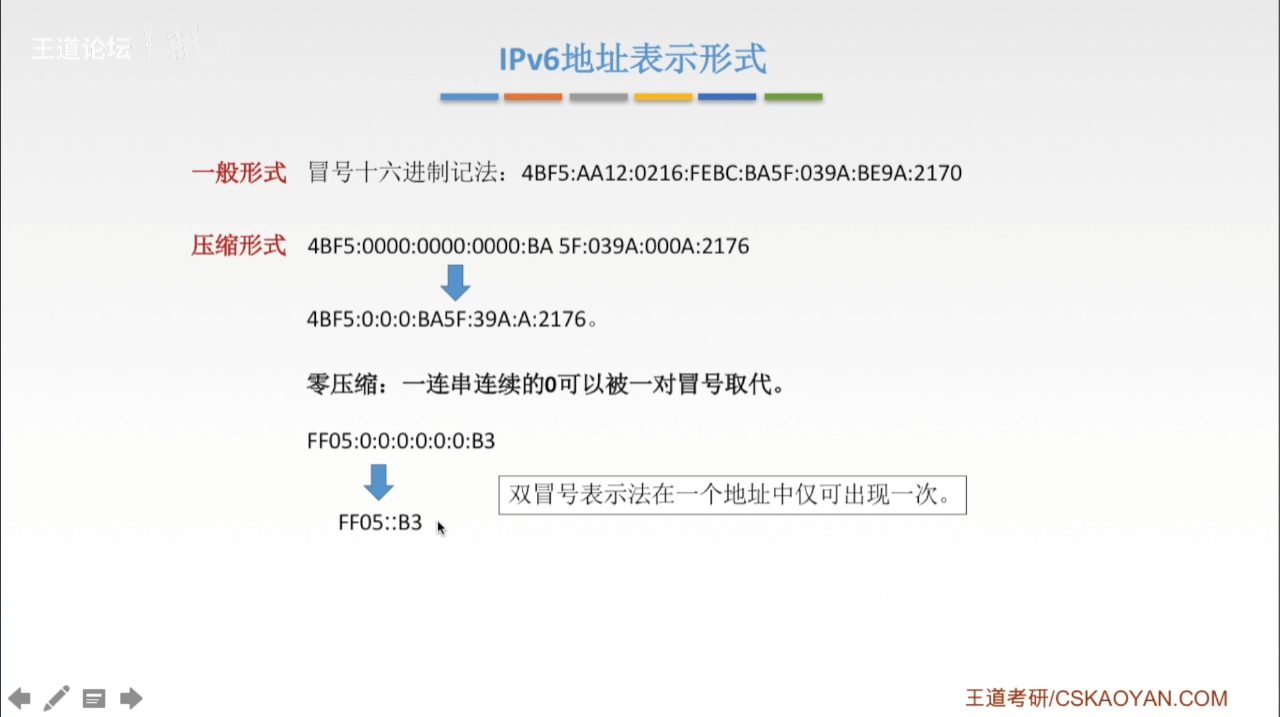 王道论坛
IPv6地址表示形式
一般形式 冒号十六进制记法：4BF5:AA12:0216:FEBC:BA5F:039A:BE9A:2170
压缩形式 4BF5:0000:0000:0000:BA 5F:039A:000A:2176
4BF5:0:0:0:BA5F:39A:A:2176。
零压缩：一连串连续的0可以被一对冒号取代。
FF05:0:0:0:0:0:0:B3
双冒号表示法在一个地址中仅可出现一次。
FF05::B3
王道考研/CSKAOYAN.COM